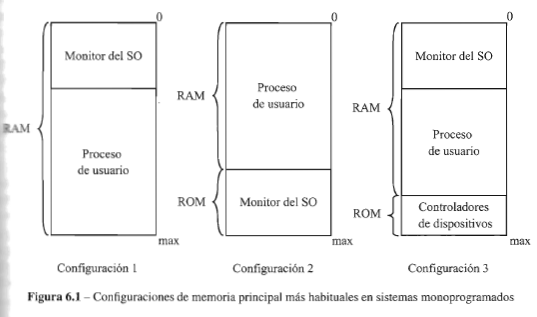 0
Monitor del SO
RAM
Proceso
de usuario
max
Configuración 1
0
Proceso
de usuario
RAM
ROM
Monitor del SO
max
Configuración 2
0
Monitor del SO
RAM
Proceso
de usuario
ROM
Controladores
de dispositivos
max
Configuración 3
Figura 6.1 – Configuraciones de memoria principal más habituales en sistemas monoprogramados